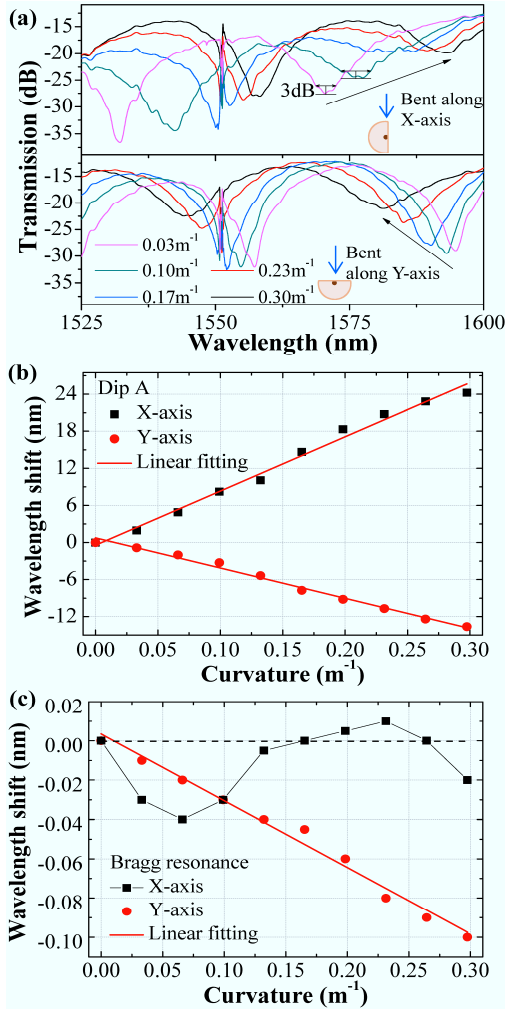 (a)
Transmission (dB)
-15
-20
-25
-30
-35
3dB
Bent along
X-axis
-15
-20
-25
-30
-35
0.03m⁻¹
0.10m⁻¹
0.17m⁻¹
0.23m⁻¹
0.30m⁻¹
Bent
along Y-axis
1525 1550 1575 1600
Wavelength (nm)
(b)
Wavelength shift (nm)
24
18
12
6
0
-6
-12
Dip A
X-axis
Y-axis
Linear fitting
0.00 0.05 0.10 0.15 0.20 0.25 0.30
Curvature (m⁻¹)
(c)
Wavelength shift (nm)
0.02
0.00
-0.02
-0.04
-0.06
-0.08
-0.10
Bragg resonance
X-axis
Y-axis
Linear fitting
0.00 0.05 0.10 0.15 0.20 0.25 0.30
Curvature (m⁻¹)